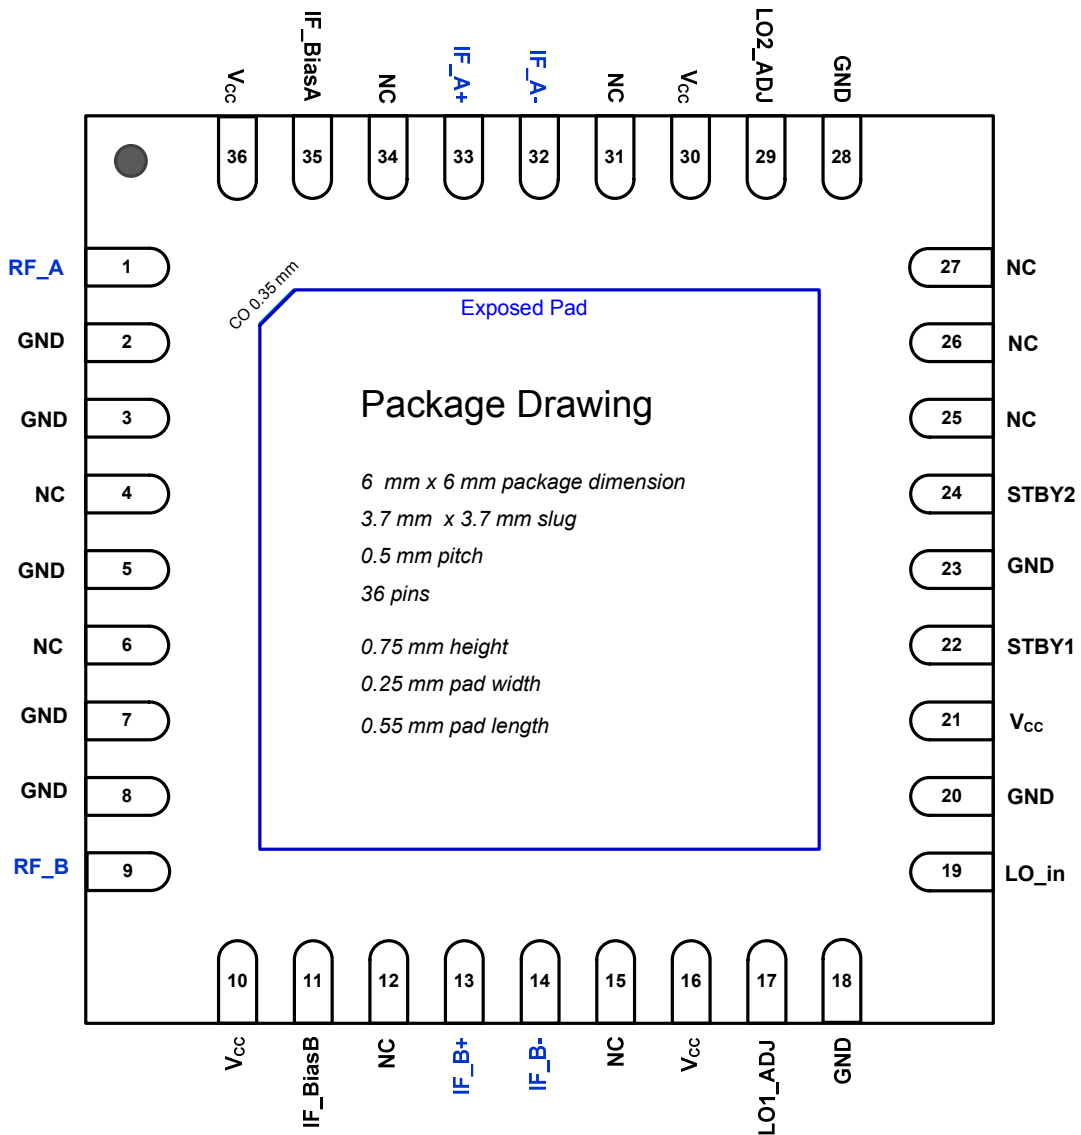 VCC
IF_BiasA
NC
IF_A+
IF_A-
NC
VCC
LO2_ADJ
GND
36
35
34
33
32
31
30
29
28
RF_A
1
GND
2
GND
3
NC
4
GND
5
NC
6
GND
7
GND
8
RF_B
9
CO 0.35 mm
Exposed Pad
Package Drawing
6 mm x 6 mm package dimension
3.7 mm x 3.7 mm slug
0.5 mm pitch
36 pins
0.75 mm height
0.25 mm pad width
0.55 mm pad length
27
NC
26
NC
25
NC
24
STBY2
23
GND
22
STBY1
21
VCC
20
GND
19
LO_in
10
11
12
13
14
15
16
17
18
VCC
IF_BiasB
NC
IF_B+
IF_B-
NC
VCC
LO1_ADJ
GND